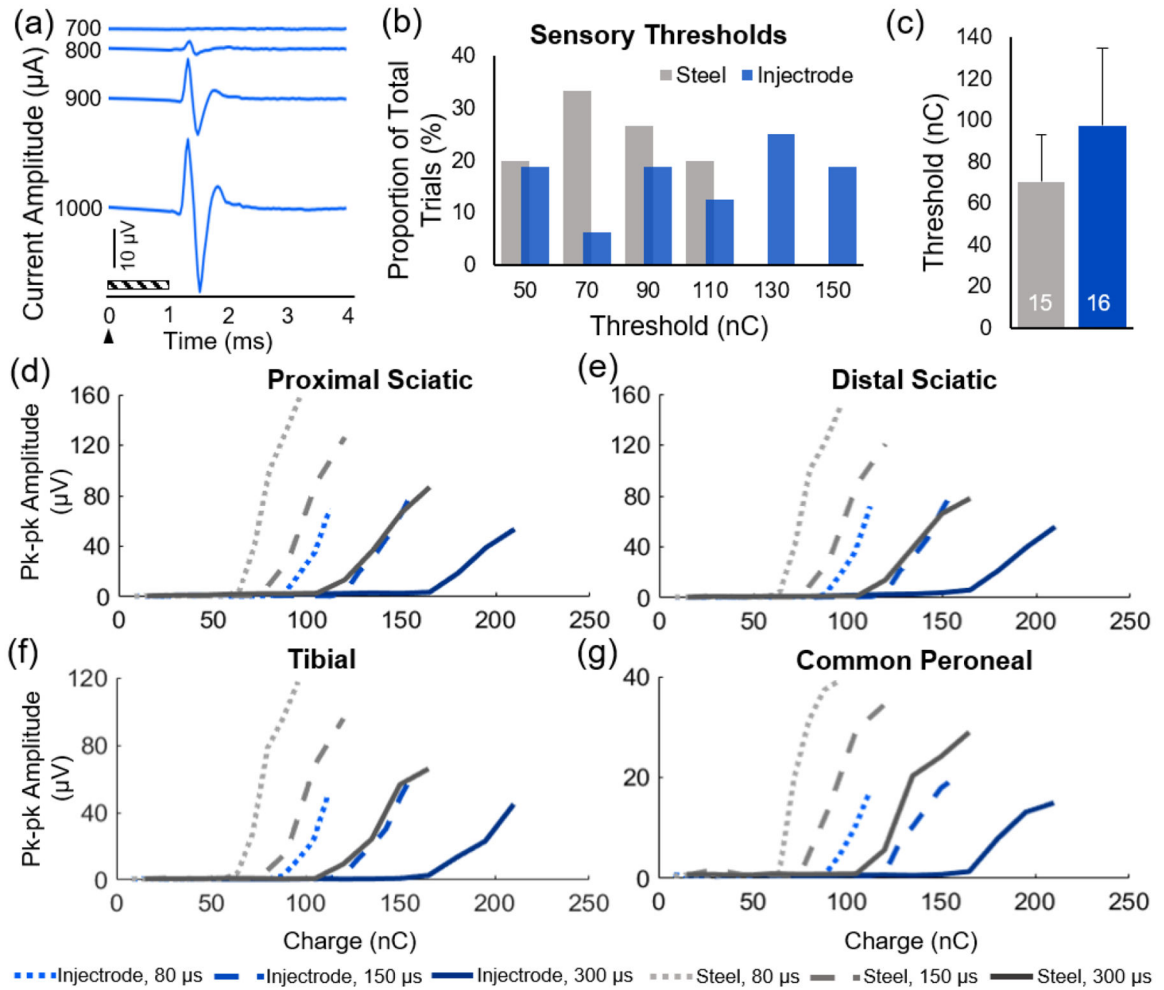 (a)
700
800
900
1000
Current Amplitude (µA)
10 µV
0 1 2 3 4
Time (ms)
(b)
Sensory Thresholds
Steel Injectrode
Proportion of Total
Trials (%)
40
30
20
10
0
50 70 90 110 130 150
Threshold (nC)
(c)
Threshold (nC)
140
120
100
80
60
40
20
0
15 16
(d)
Proximal Sciatic
Pk-pk Amplitude
(µV)
160
120
80
40
0
0 50 100 150 200 250
(e)
Distal Sciatic
160
120
80
40
0
0 50 100 150 200 250
(f)
Tibial
Pk-pk Amplitude
(µV)
120
80
40
0
0 50 100 150 200 250
Charge (nC)
(g)
Common Peroneal
40
20
0
0 50 100 150 200 250
Charge (nC)
Injectrode, 80 µs Injectrode, 150 µs Injectrode, 300 µs Steel, 80 µs Steel, 150 µs Steel, 300 µs